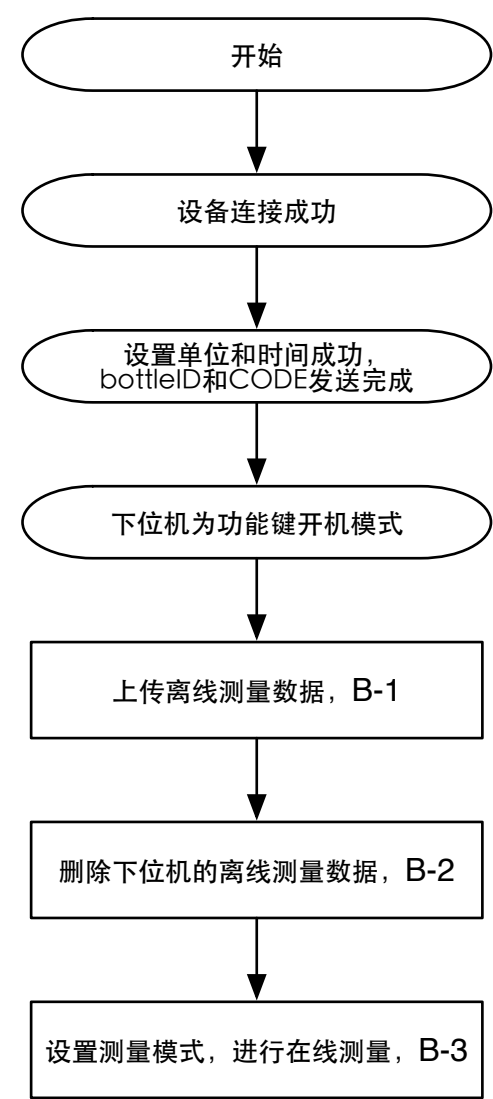 开始
设备连接成功
设置单位和时间成功，
bottleID和CODE发送完成
下位机为功能键开机模式
上传离线测量数据，B-1
删除下位机的离线测量数据，B-2
设置测量模式，进行在线测量，B-3